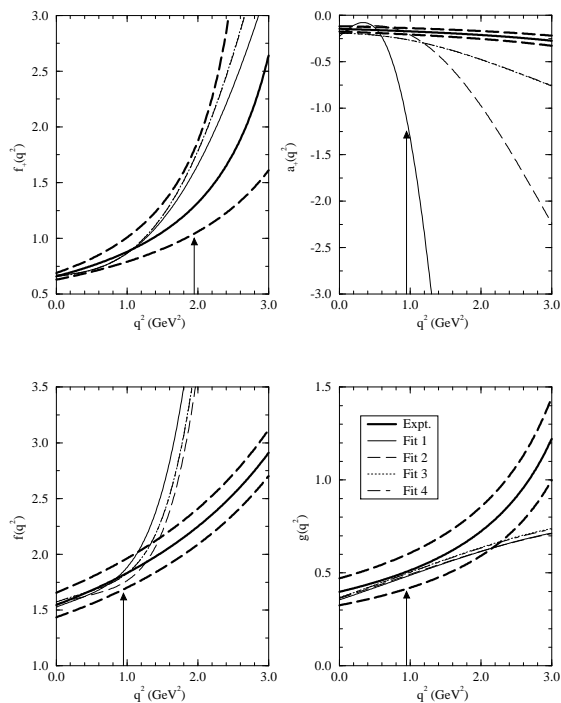 3.0
2.5
2.0
1.5
1.0
0.5
f₊(q²)
0.0 1.0 2.0 3.0
q² (GeV²)
0.0
-0.5
-1.0
-1.5
-2.0
-2.5
-3.0
a₊(q²)
0.0 1.0 2.0 3.0
q² (GeV²)
3.5
3.0
2.5
2.0
1.5
1.0
f(q²)
0.0 1.0 2.0 3.0
q² (GeV²)
1.5
1.0
0.5
0.0
g(q²)
0.0 1.0 2.0 3.0
q² (GeV²)
Expt.
Fit 1
Fit 2
Fit 3
Fit 4